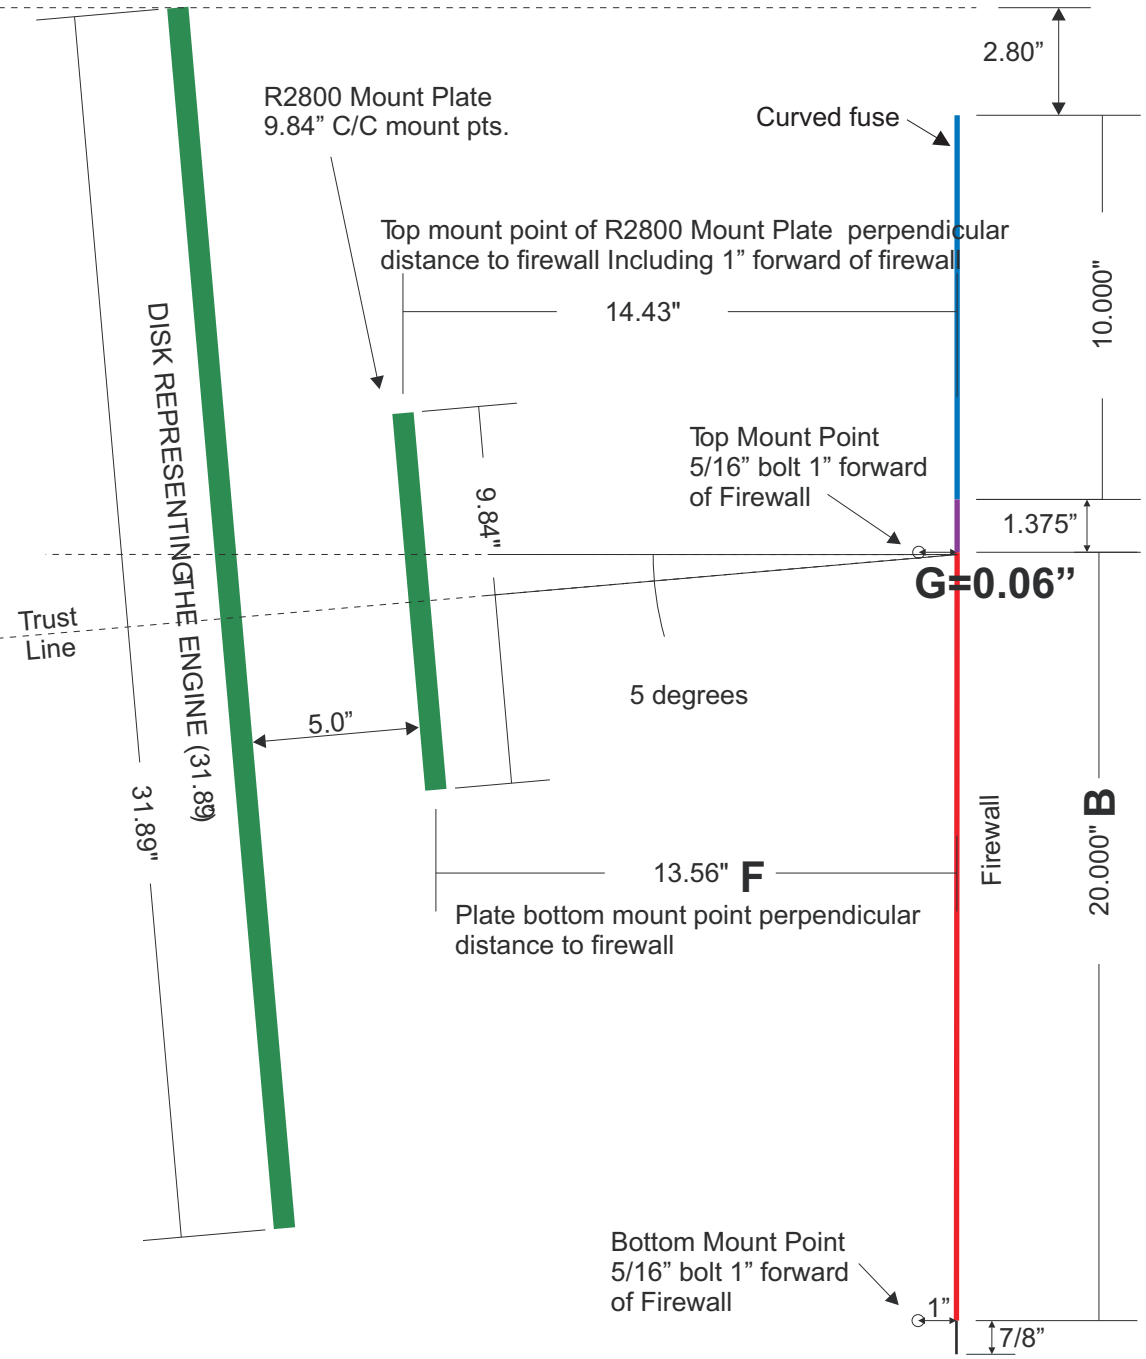 2.80”
R2800 Mount Plate
9.84” C/C mount pts.
Curved fuse
Top mount point of R2800 Mount Plate perpendicular
distance to firewall Including 1” forward of firewall
14.43"
10.000"
DISK REPRESENTINGTHE ENGINE (31.89")
Top Mount Point
5/16” bolt 1” forward
of Firewall
9.84"
1.375”
G=0.06”
Trust
Line
5 degrees
5.0”
31.89"
Firewall
20.000" B
13.56" F
Plate bottom mount point perpendicular
distance to firewall
Bottom Mount Point
5/16” bolt 1” forward
of Firewall
1”
7/8”